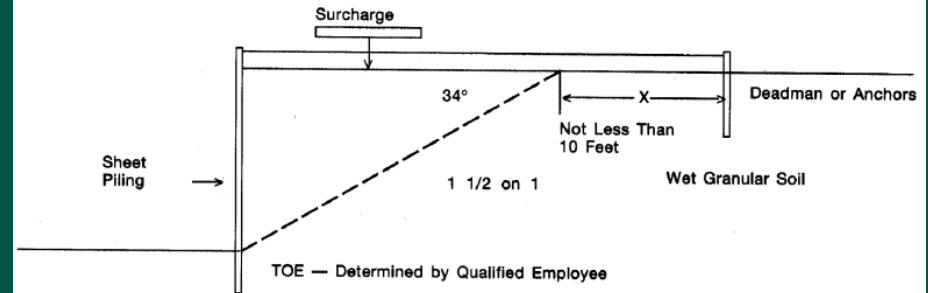 Surcharge
34°
X
Deadman or Anchors
Not Less Than
10 Feet
Sheet
Piling
1 1/2 on 1
Wet Granular Soil
TOE — Determined by Qualified Employee